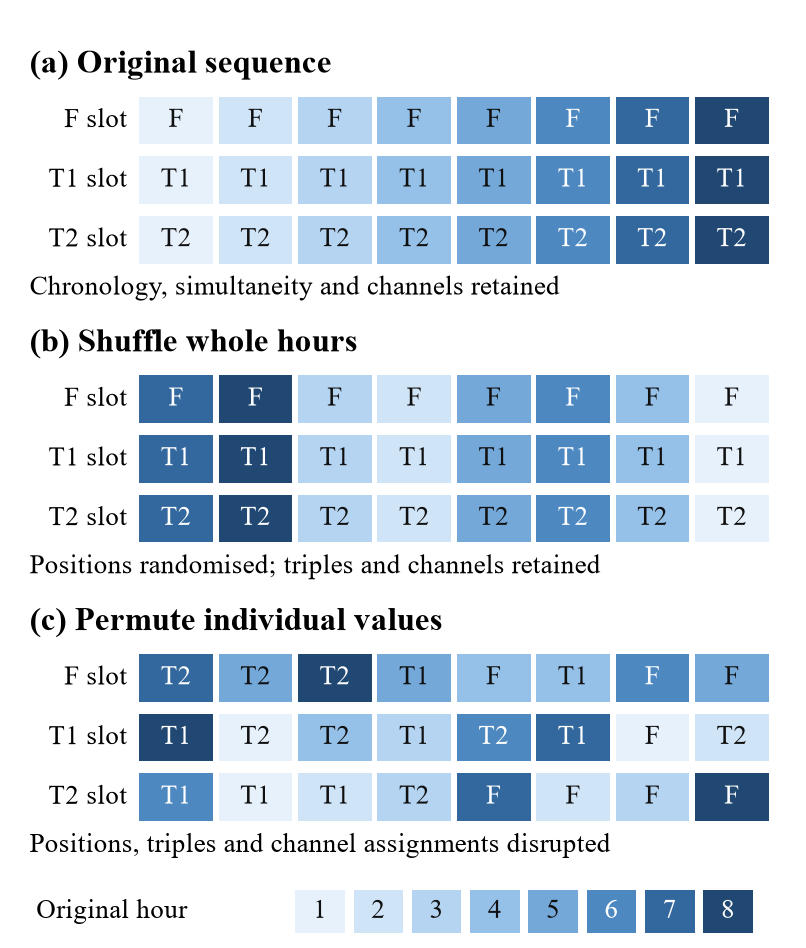 (a) Original sequence
F slot F F F F F F F F
T1 slot T1 T1 T1 T1 T1 T1 T1 T1
T2 slot T2 T2 T2 T2 T2 T2 T2 T2
Chronology, simultaneity and channels retained
(b) Shuffle whole hours
F slot F F F F F F F F
T1 slot T1 T1 T1 T1 T1 T1 T1 T1
T2 slot T2 T2 T2 T2 T2 T2 T2 T2
Positions randomised; triples and channels retained
(c) Permute individual values
F slot T2 T2 T2 T1 F T1 F F
T1 slot T1 T2 T2 T1 T2 T1 F T2
T2 slot T1 T1 T1 T2 F F F F
Positions, triples and channel assignments disrupted
Original hour 1 2 3 4 5 6 7 8